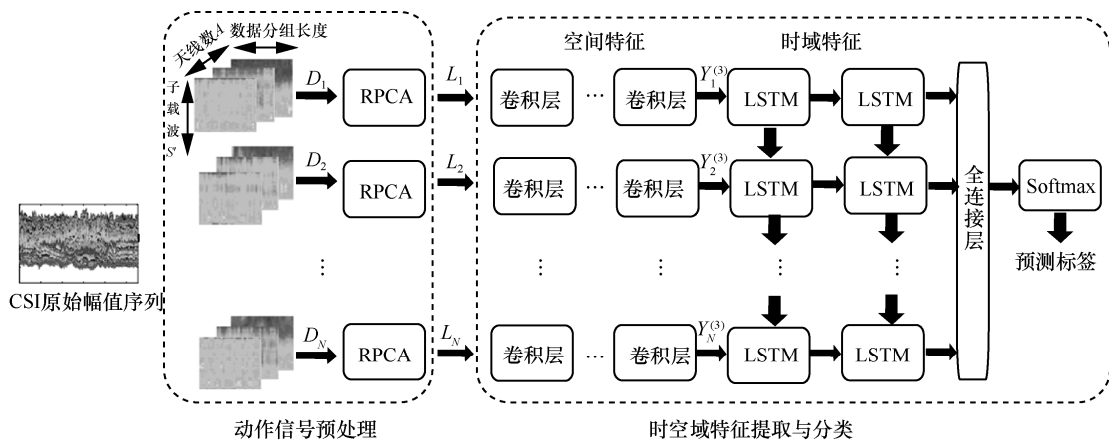 空间特征
时域特征
天线数A
数据分组长度
子载波S
D₁
RPCA
L₁
卷积层
···
卷积层
Y₁⁽³⁾
LSTM
LSTM
D₂
RPCA
L₂
卷积层
···
卷积层
Y₂⁽³⁾
LSTM
LSTM
全连接层
Softmax
预测标签
CSI原始幅值序列
⋮
⋮
⋮
⋮
⋮
D_N
RPCA
L_N
卷积层
···
卷积层
Y_N⁽³⁾
LSTM
LSTM
动作信号预处理
时空域特征提取与分类